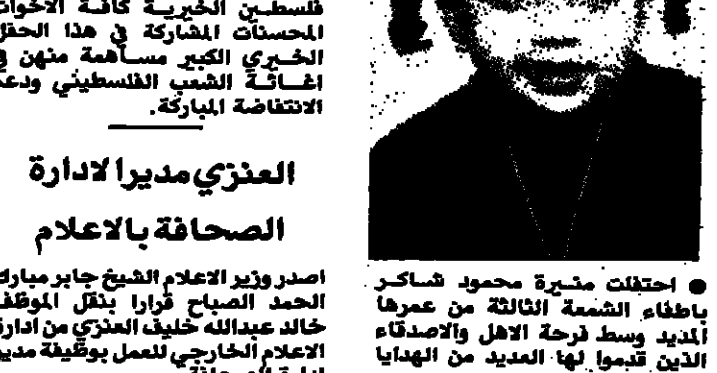 فلسطين الخيرية كافة الاخوات
المحسنات المشاركة في هذا الحفل
الخيري الكبير مساهمة منهن في
اغاثة الشعب الفلسطيني ودعم
الانتفاضة المباركة.
العنزي مديرا لادارة
الصحافة بالاعلام
اصدر وزير الاعلام الشيخ جابر مبارك
الحمد الصباح قرارا بنقل الموظف
خالد عبدالله خليف العنزي من ادارة
الاعلام الخارجي للعمل بوظيفة مدير
● احتفلت منيرة محمود شاكر
باطفاء الشمعة الثالثة من عمرها
المديد وسط فرحة الاهل والاصدقاء
الذين قدموا لها العديد من الهدايا